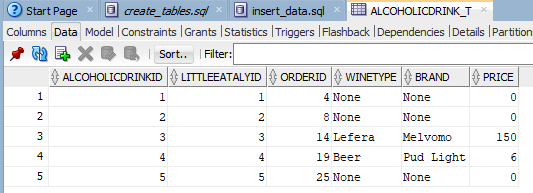 Start Page create_tables.sql insert_data.sql ALCOHOLICDRINK_T
Columns Data Model Constraints Grants Statistics Triggers Flashback Dependencies Details Partition
Sort.. Filter:
ALCOHOLICDRINKID LITTLEEATALYID ORDERID WINETYPE BRAND PRICE
1 1 1 4 None None 0
2 2 2 8 None None 0
3 3 3 14 Lefera Melvomo 150
4 4 4 19 Beer Pud Light 6
5 5 5 25 None None 0